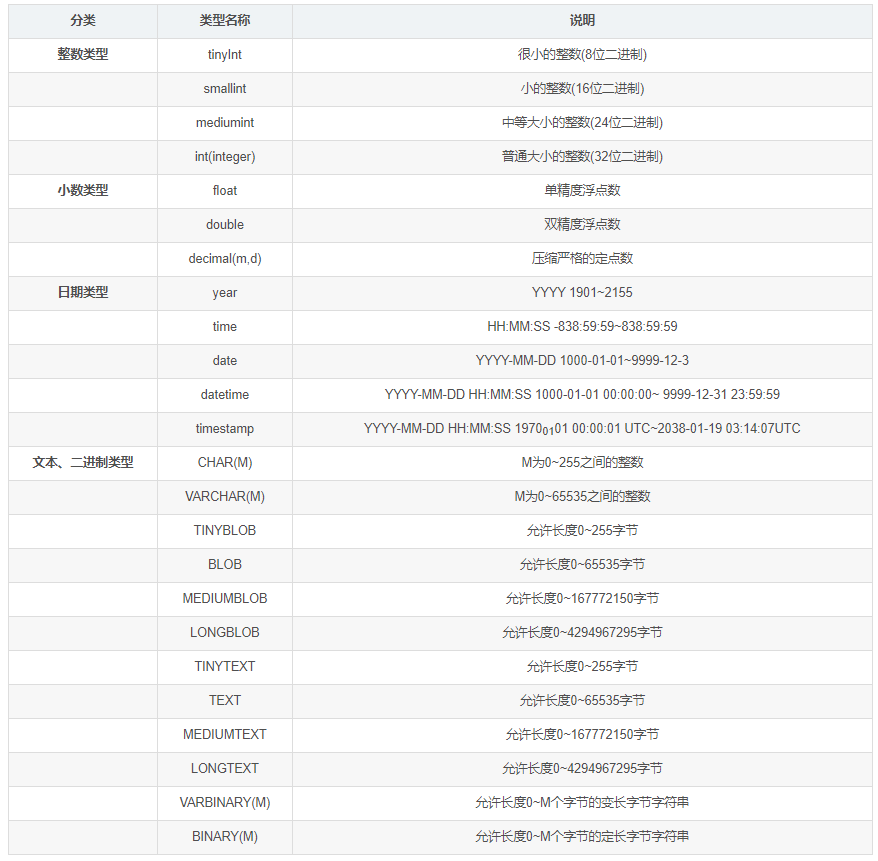 分类 类型名称 说明
整数类型 tinyInt 很小的整数(8位二进制)
smallint 小的整数(16位二进制)
mediumint 中等大小的整数(24位二进制)
int(integer) 普通大小的整数(32位二进制)
小数类型 float 单精度浮点数
double 双精度浮点数
decimal(m,d) 压缩严格的定点数
日期类型 year YYYY 1901~2155
time HH:MM:SS -838:59:59~838:59:59
date YYYY-MM-DD 1000-01-01~9999-12-3
datetime YYYY-MM-DD HH:MM:SS 1000-01-01 00:00:00~ 9999-12-31 23:59:59
timestamp YYYY-MM-DD HH:MM:SS 19700101 00:00:01 UTC~2038-01-19 03:14:07UTC
文本、二进制类型 CHAR(M) M为0~255之间的整数
VARCHAR(M) M为0~65535之间的整数
TINYBLOB 允许长度0~255字节
BLOB 允许长度0~65535字节
MEDIUMBLOB 允许长度0~167772150字节
LONGBLOB 允许长度0~4294967295字节
TINYTEXT 允许长度0~255字节
TEXT 允许长度0~65535字节
MEDIUMTEXT 允许长度0~167772150字节
LONGTEXT 允许长度0~4294967295字节
VARBINARY(M) 允许长度0~M个字节的变长字节字符串
BINARY(M) 允许长度0~M个字节的定长字节字符串